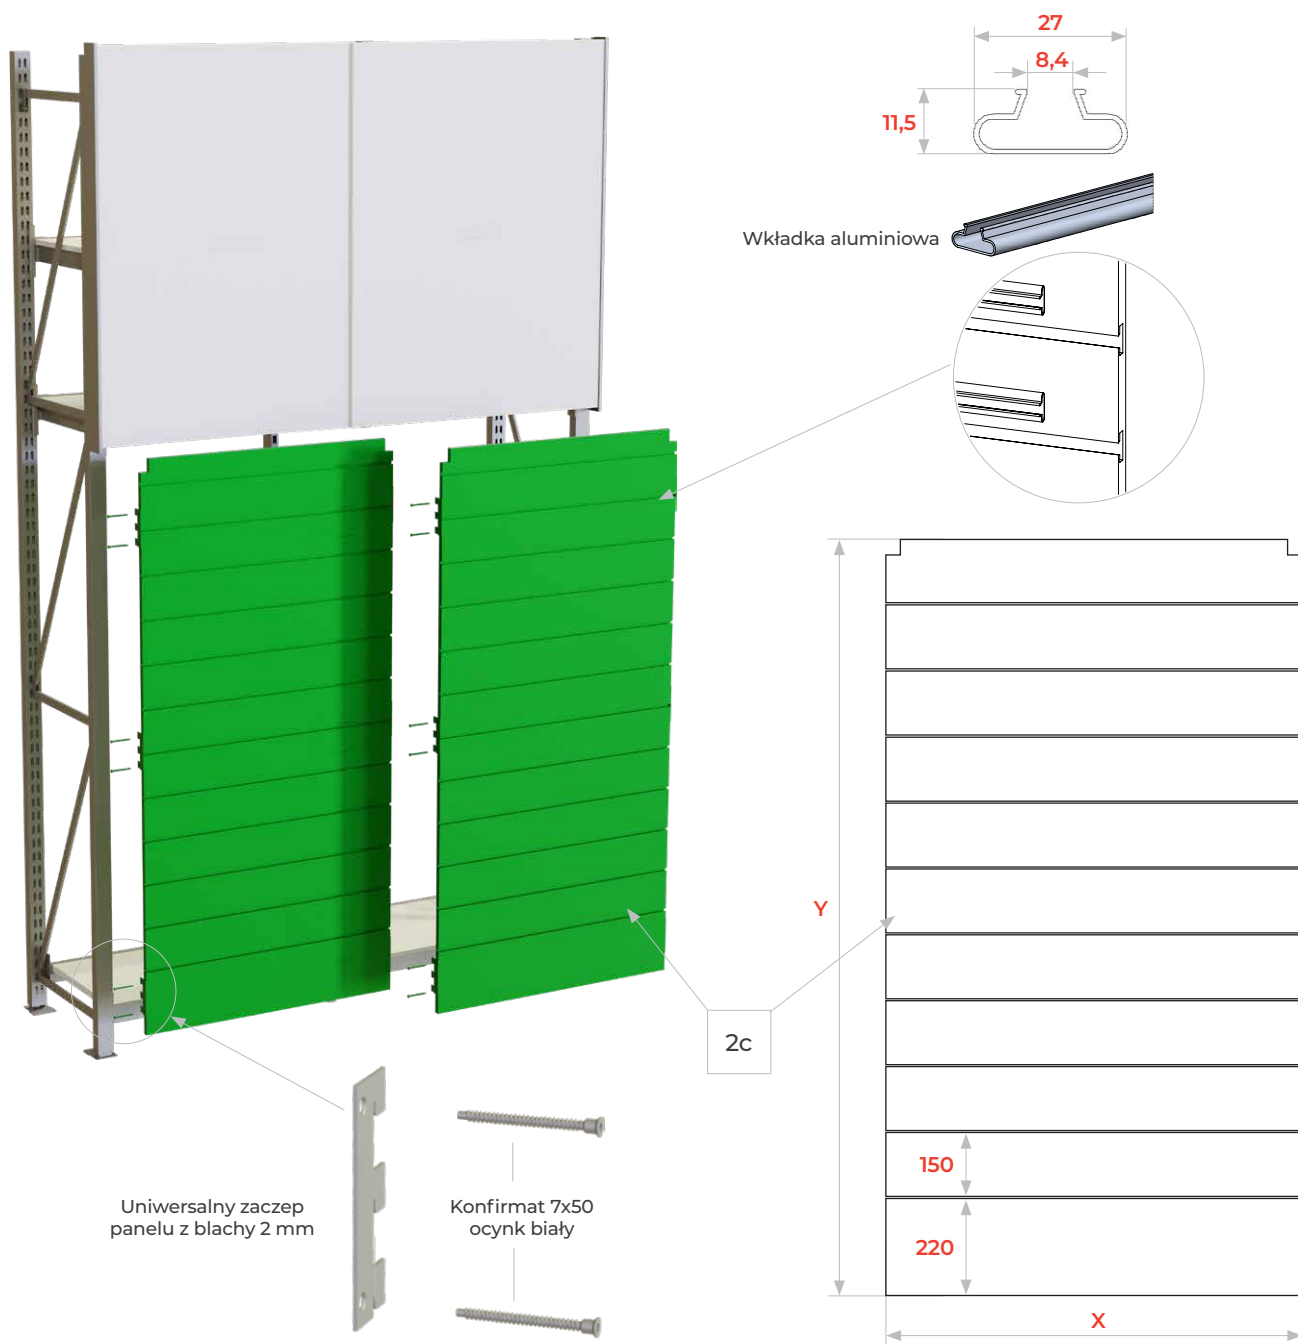 27
8,4
11,5
Wkładka aluminiowa
Y
2c
150
220
X
Uniwersalny zaczep
panelu z blachy 2 mm
Konfirmat 7x50
ocynk biały